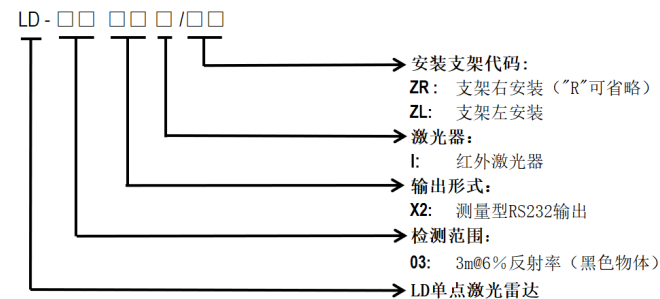 LD-□□ □□ □/□□
安装支架代码：
ZR： 支架右安装（"R"可省略）
ZL： 支架左安装
激光器：
I： 红外激光器
输出形式：
X2： 测量型RS232输出
检测范围：
03： 3m@6%反射率（黑色物体）
LD单点激光雷达